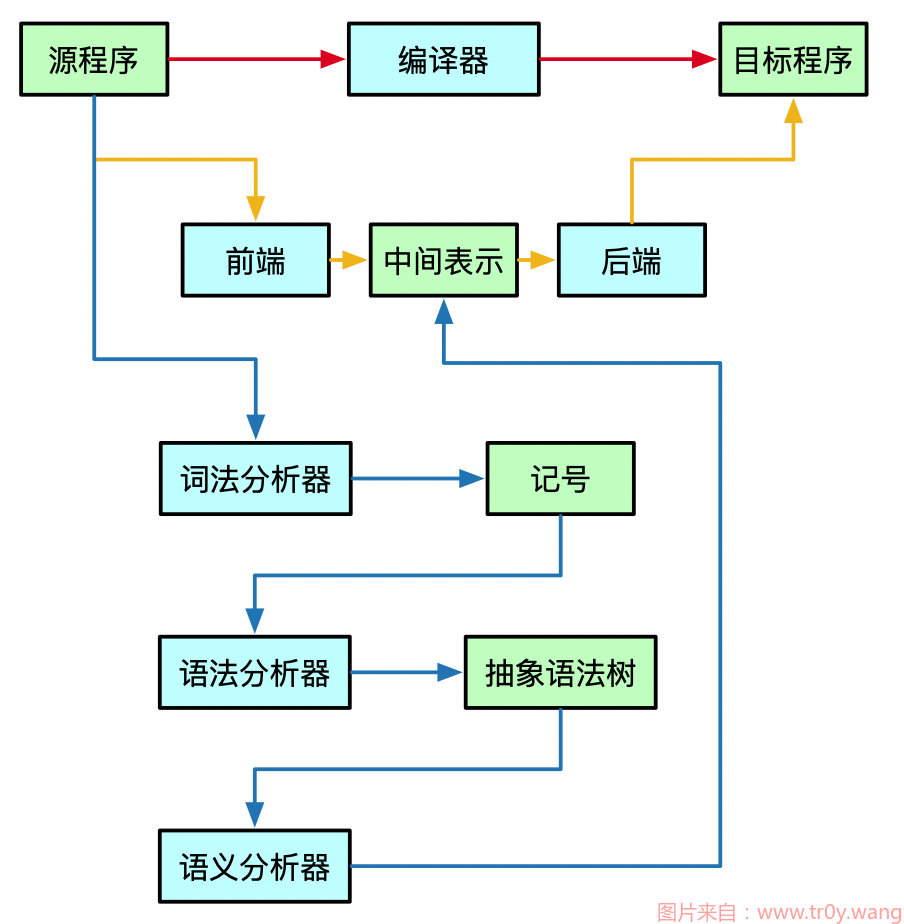 源程序
编译器
目标程序
前端
中间表示
后端
词法分析器
记号
语法分析器
抽象语法树
语义分析器
图片来自：www.tr0y.wang